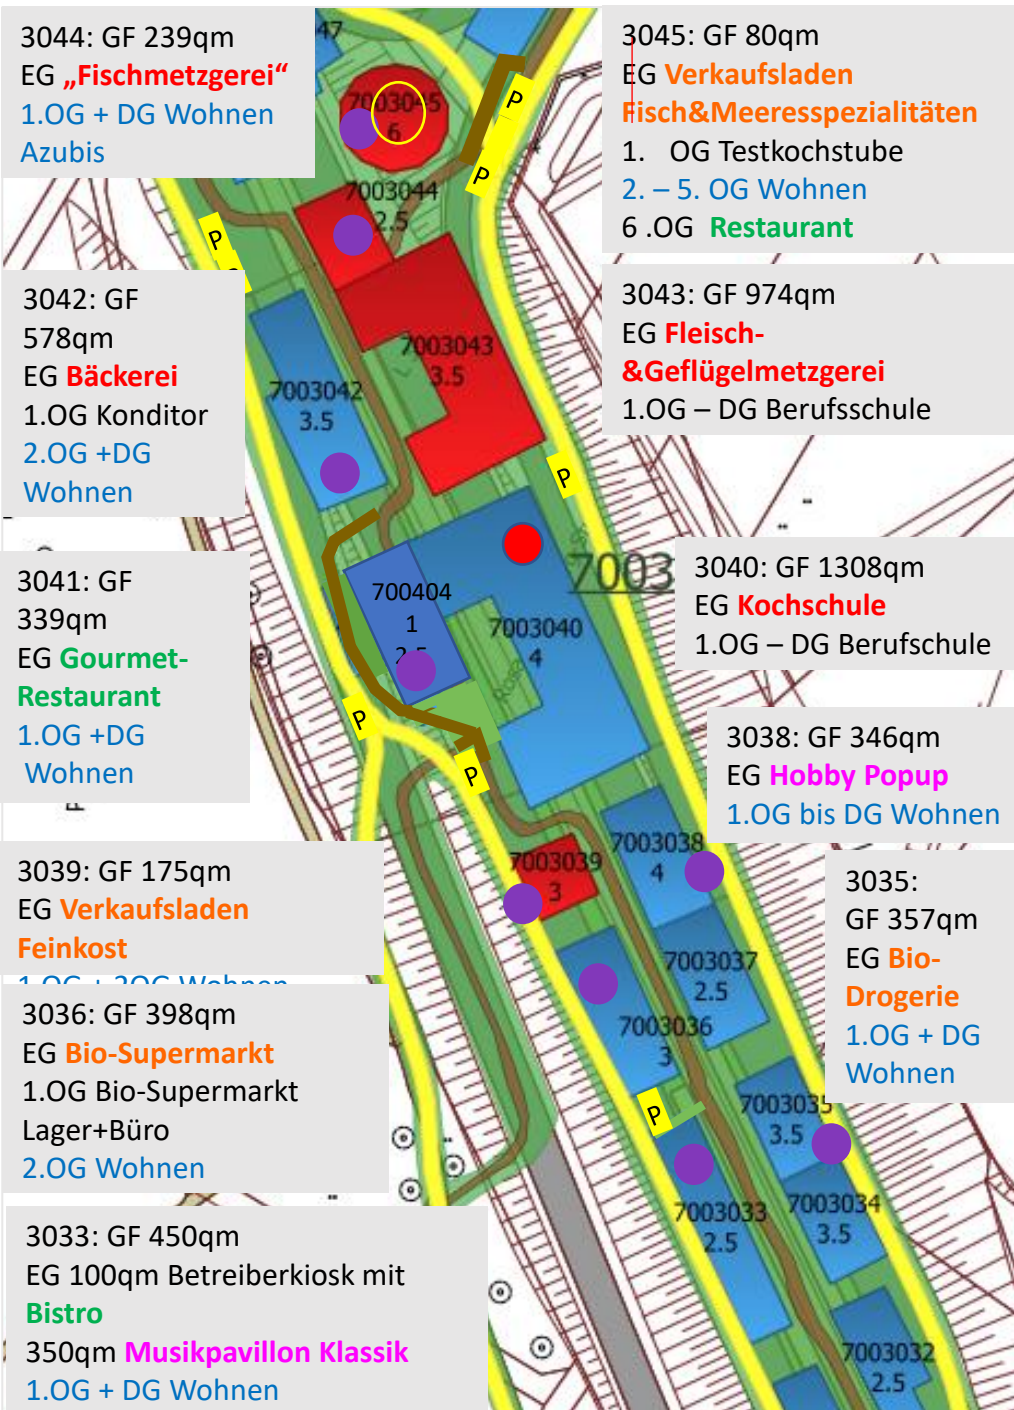 3044: GF 239qm
EG „Fischmetzgerei“
1.OG + DG Wohnen
Azubis
3045: GF 80qm
EG Verkaufsladen
Fisch&Meeresspezialitäten
1. OG Testkochstube
2. – 5. OG Wohnen
6 .OG Restaurant
47
7003045
6
P
P
7003044
2.5
P
3042: GF
578qm
EG Bäckerei
1.OG Konditor
2.OG +DG
Wohnen
3043: GF 974qm
EG Fleisch-
&Geflügelmetzgerei
1.OG – DG Berufsschule
7003043
3.5
7003042
3.5
P
3041: GF
339qm
EG Gourmet-
Restaurant
1.OG +DG
Wohnen
7003
3040: GF 1308qm
EG Kochschule
1.OG – DG Berufschule
700404
1
2.5
7003040
4
Rosa
P
P
3038: GF 346qm
EG Hobby Popup
1.OG bis DG Wohnen
7003038
4
7003039
3
3039: GF 175qm
EG Verkaufsladen
Feinkost
1.OG + 2OG Wohnen
3035:
GF 357qm
EG Bio-
Drogerie
1.OG + DG
Wohnen
7003037
2.5
7003036
3
3036: GF 398qm
EG Bio-Supermarkt
1.OG Bio-Supermarkt
Lager+Büro
2.OG Wohnen
P
7003035
3.5
7003033
2.5
7003034
3.5
3033: GF 450qm
EG 100qm Betreiberkiosk mit
Bistro
350qm Musikpavillon Klassik
1.OG + DG Wohnen
7003032
2.5